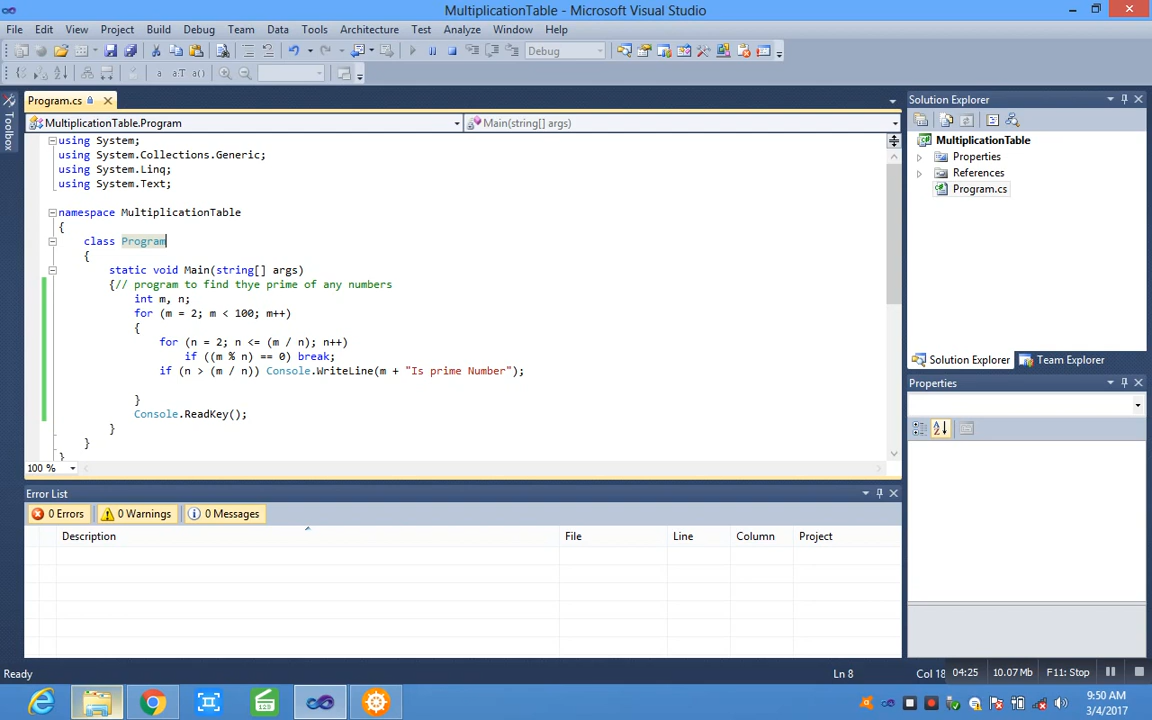 MultiplicationTable - Microsoft Visual Studio
File Edit View Project Build Debug Team Data Tools Architecture Test Analyze Window Help
Debug
a a:T a()
Program.cs
Solution Explorer
Toolbox
MultiplicationTable.Program
Main(string[] args)
using System;
using System.Collections.Generic;
using System.Linq;
using System.Text;
namespace MultiplicationTable
{
class Program
{
static void Main(string[] args)
{// program to find thye prime of any numbers
int m, n;
for (m = 2; m < 100; m++)
{
for (n = 2; n <= (m / n); n++)
if ((m % n) == 0) break;
if (n > (m / n)) Console.WriteLine(m + "Is prime Number");
}
Console.ReadKey();
}
}
}
100 %
MultiplicationTable
Properties
References
Program.cs
Solution Explorer Team Explorer
Properties
Error List
0 Errors 0 Warnings 0 Messages
Description File Line Column Project
Ready Ln 8 Col 18 04:25 10.07 Mb F11: Stop
123
9:50 AM
3/4/2017